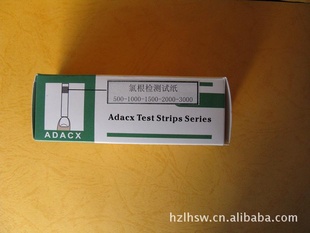 氯根检测试纸
500-1000-1500-2000-3000
Adacx Test Strips Series
ADACX
hzlhsw.cn.alibaba.com